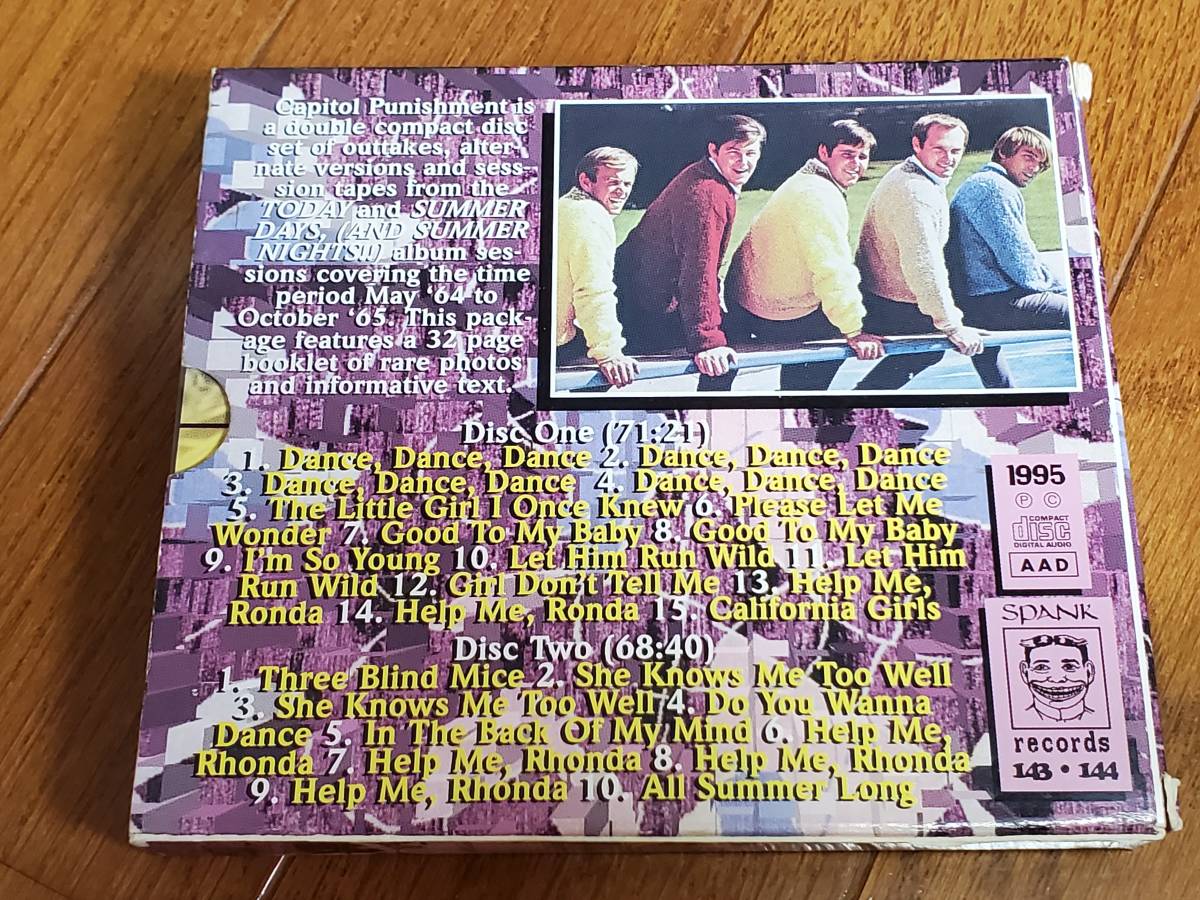 Capitol Punishment is
a double compact disc
set of outtakes, alter-
nate versions and sess-
sion tapes from the
TODAY and SUMMER
DAYS, (AND SUMMER
NIGHTS!!) album ses-
sions covering the time
period May ‘64 to
October ‘65. This pack-
age features a 32 page
booklet of rare photos
and informative text.
Disc One (71:21)
1. Dance, Dance, Dance 2. Dance, Dance, Dance
3. Dance, Dance, Dance 4. Dance, Dance, Dance
5. The Little Girl I Once Knew 6. Please Let Me
Wonder 7. Good To My Baby 8. Good To My Baby
9. I'm So Young 10. Let Him Run Wild 11. Let Him
Run Wild 12. Girl Don't Tell Me 13. Help Me,
Ronda 14. Help Me, Ronda 15. California Girls
Disc Two (68:40)
1. Three Blind Mice 2. She Knows Me Too Well
3. She Knows Me Too Well 4. Do You Wanna
Dance 5. In The Back Of My Mind 6. Help Me,
Rhonda 7. Help Me, Rhonda 8. Help Me, Rhonda
9. Help Me, Rhonda 10. All Summer Long
1995
Ⓟ ©
COMPACT
disc
DIGITAL AUDIO
AAD
SPANK
records
143 • 144